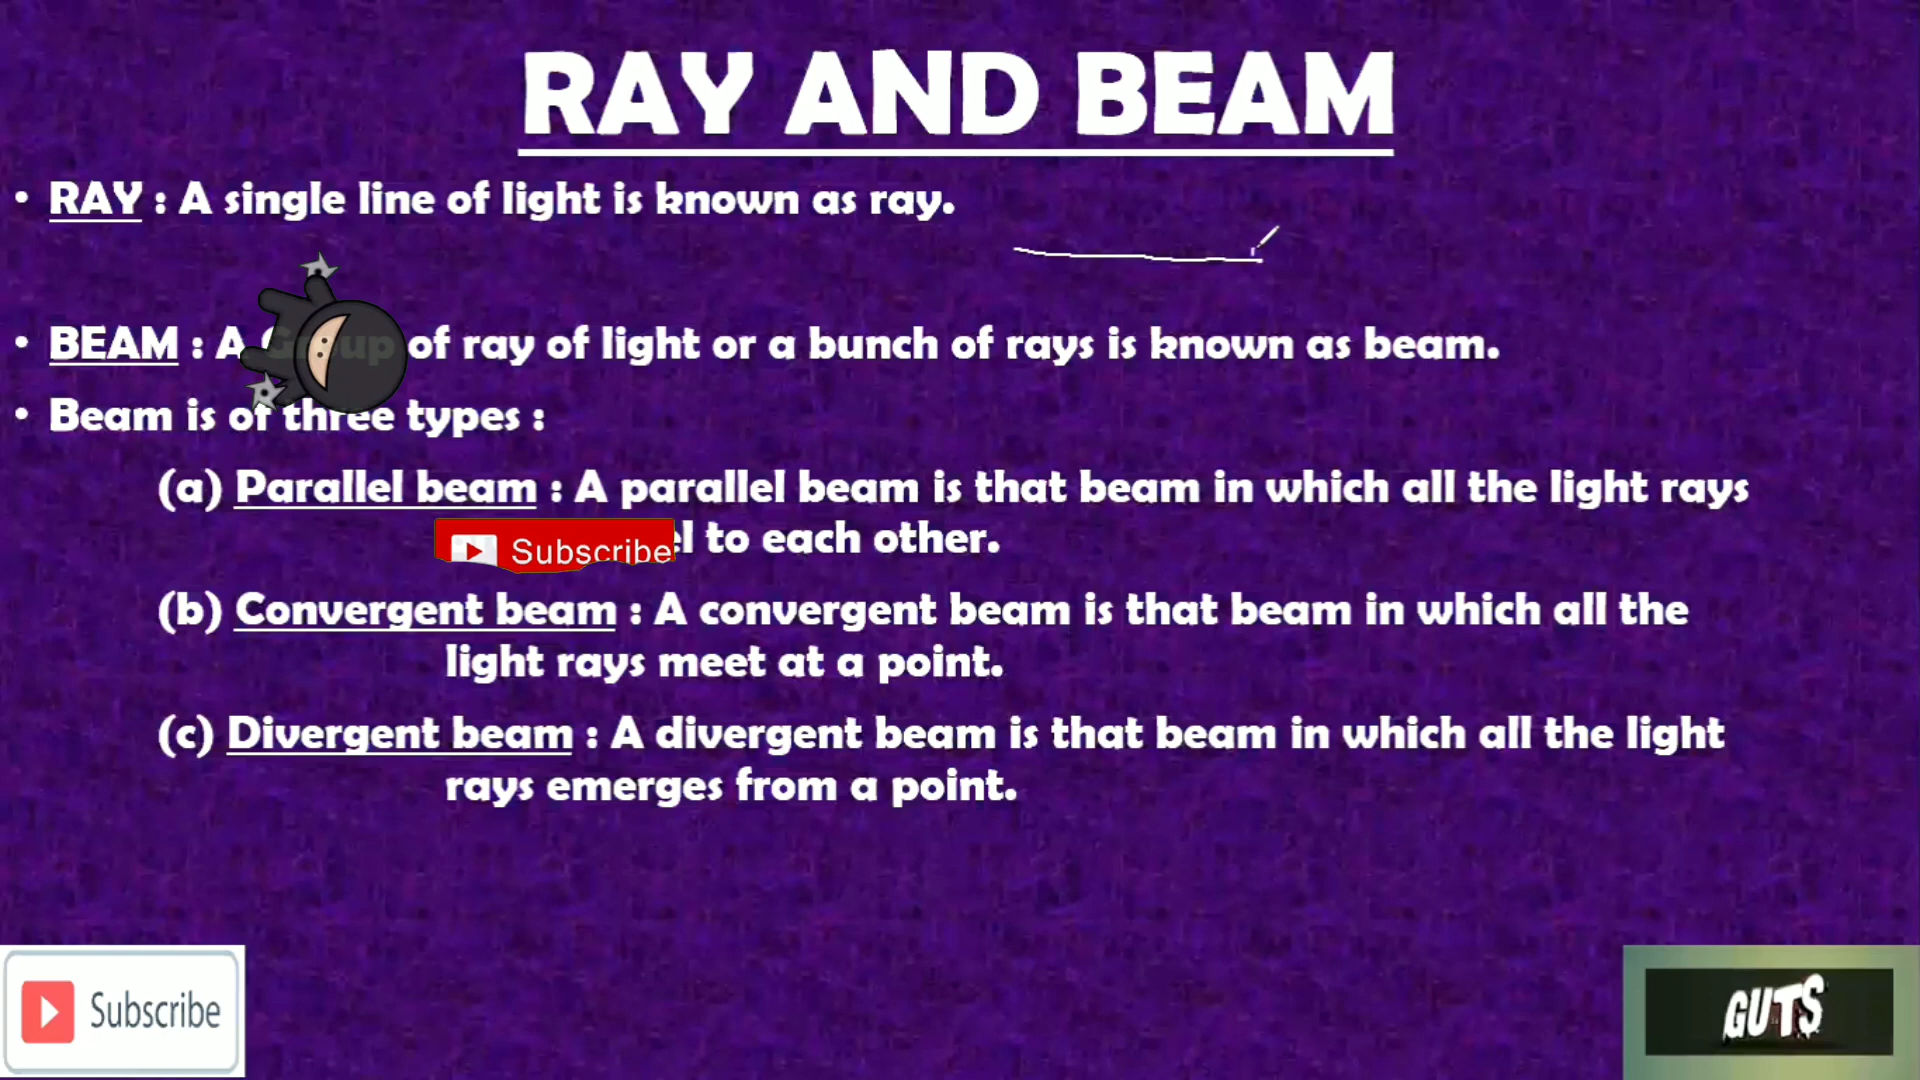 RAY AND BEAM
• RAY : A single line of light is known as ray.
• BEAM : A Group of ray of light or a bunch of rays is known as beam.
• Beam is of three types :
(a) Parallel beam : A parallel beam is that beam in which all the light rays
Subscribe to each other.
(b) Convergent beam : A convergent beam is that beam in which all the
light rays meet at a point.
(c) Divergent beam : A divergent beam is that beam in which all the light
rays emerges from a point.
Subscribe
GUTS